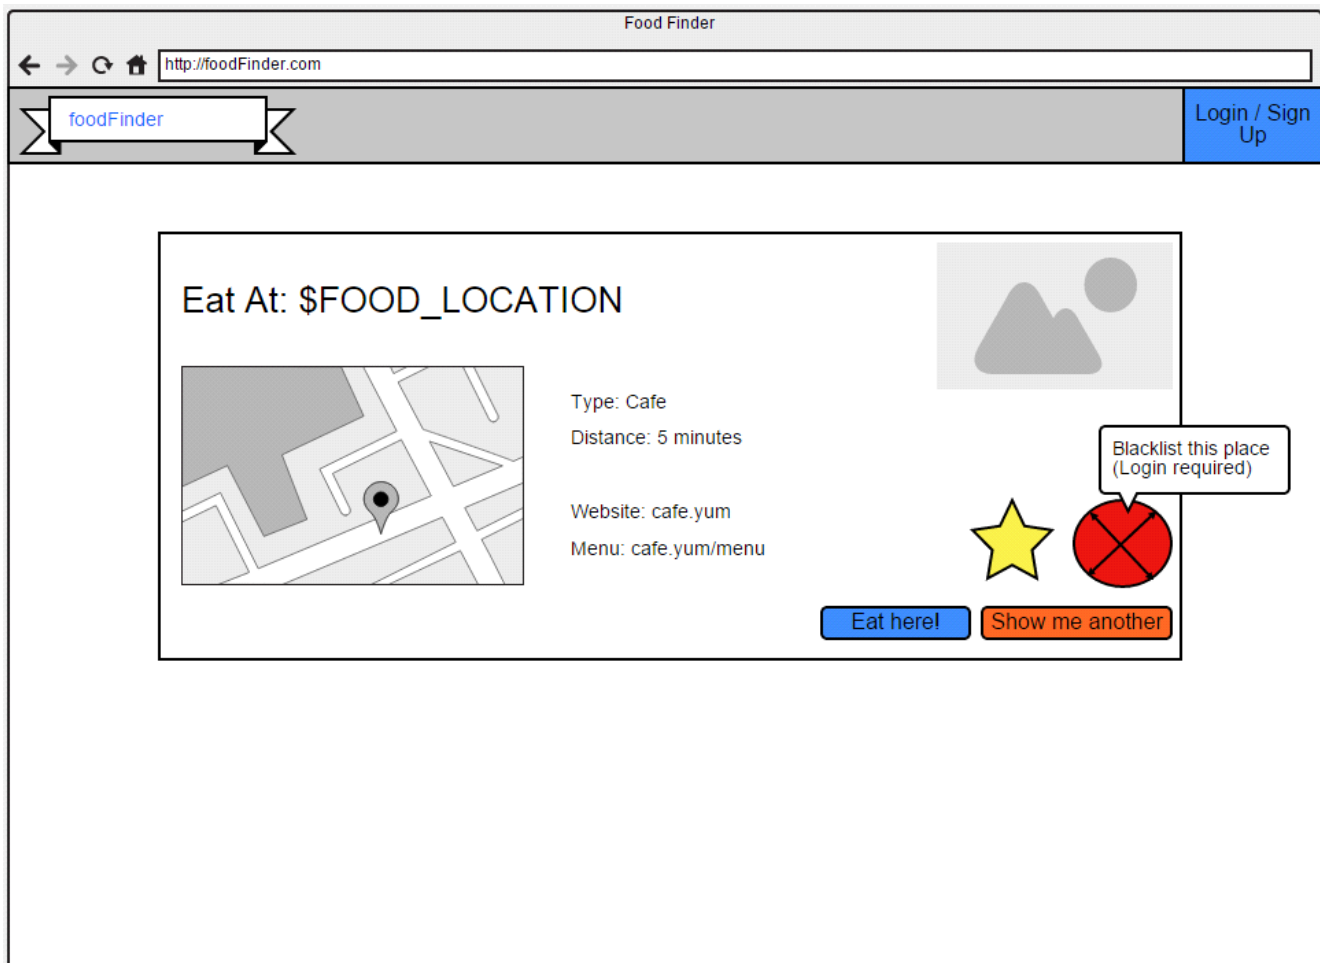 Food Finder
http://foodFinder.com
foodFinder
Login / Sign
Up
Eat At: $FOOD_LOCATION
Type: Cafe
Distance: 5 minutes
Blacklist this place
(Login required)
Website: cafe.yum
Menu: cafe.yum/menu
Eat here!
Show me another